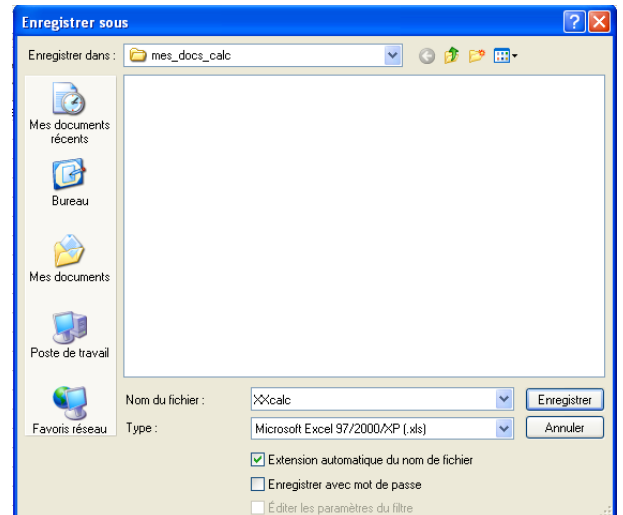 Enregistrer sous
Enregistrer dans :
mes_docs_calc
Mes documents
récents
Bureau
Mes documents
Poste de travail
Favoris réseau
Nom du fichier :
XXcalc
Enregistrer
Type :
Microsoft Excel 97/2000/XP (.xls)
Annuler
Extension automatique du nom de fichier
Enregistrer avec mot de passe
Éditer les paramètres du filtre